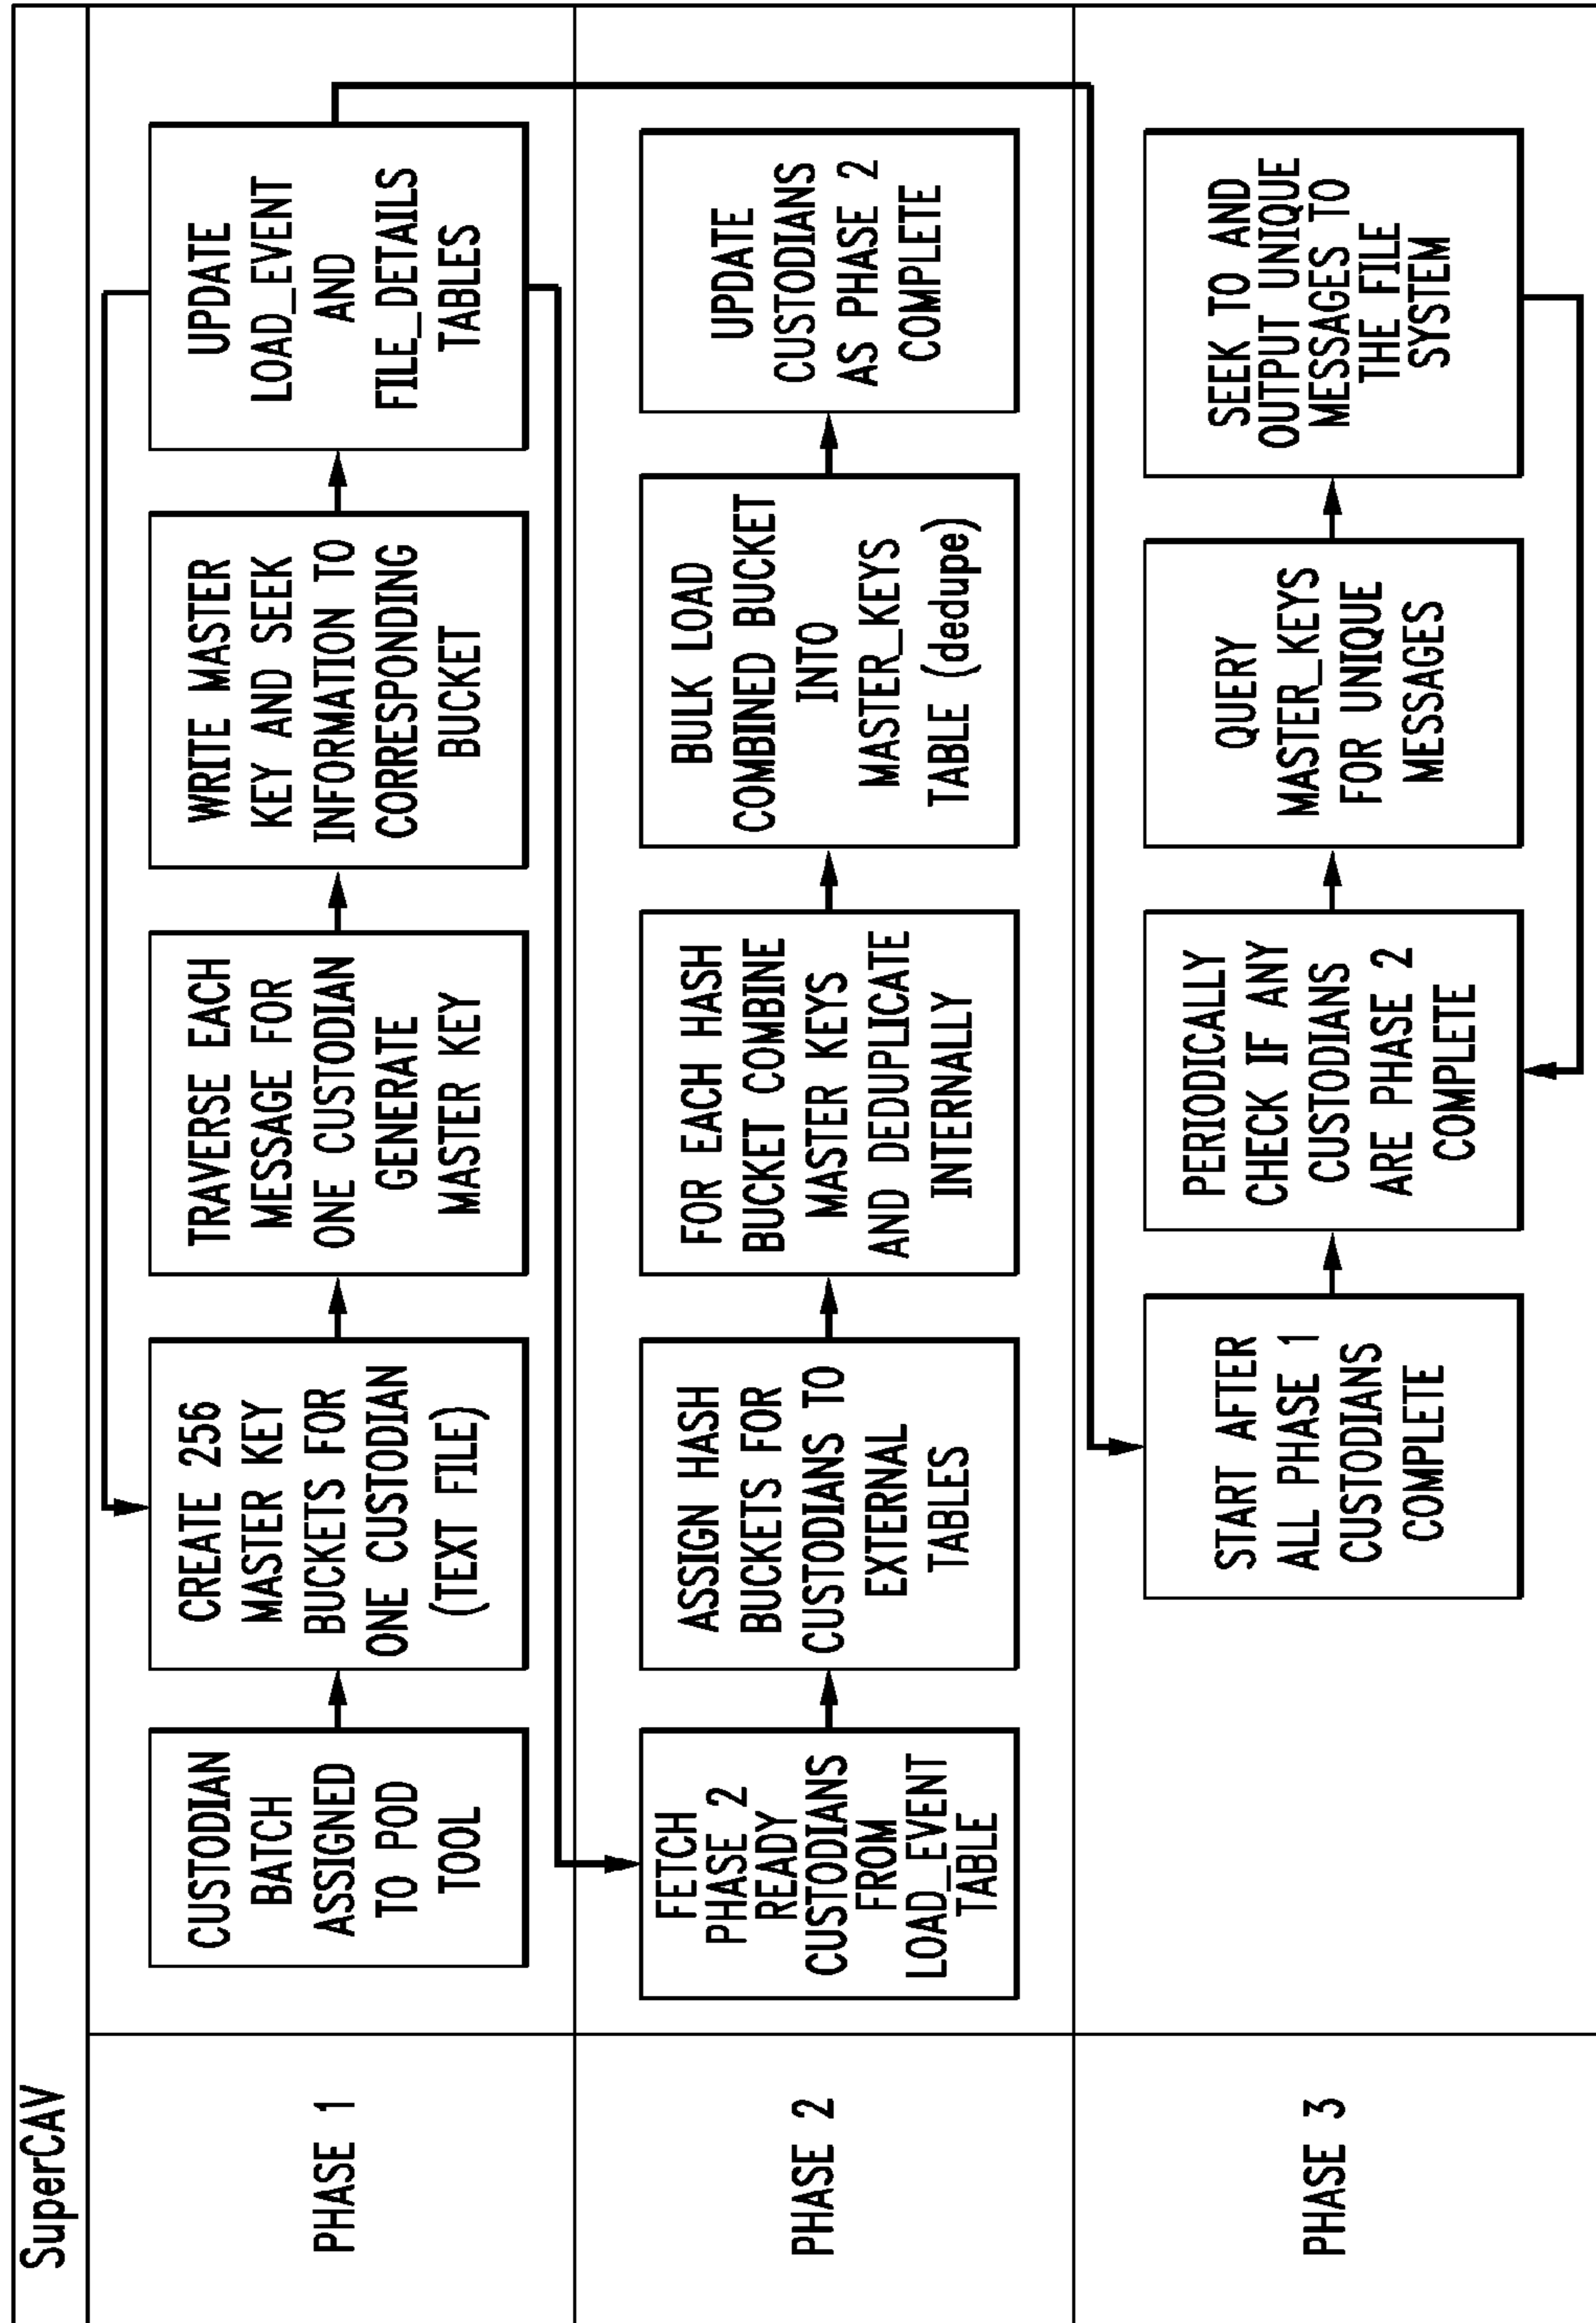 SuperCAV
PHASE 1
CUSTODIAN
BATCH
ASSIGNED
TO POD
TOOL
CREATE 256
MASTER KEY
BUCKETS FOR
ONE CUSTODIAN
(TEXT FILE)
TRAVERSE EACH
MESSAGE FOR
ONE CUSTODIAN
GENERATE
MASTER KEY
WRITE MASTER
KEY AND SEEK
INFORMATION TO
CORRESPONDING
BUCKET
UPDATE
LOAD_EVENT
AND
FILE_DETAILS
TABLES
PHASE 2
FETCH
PHASE 2
READY
CUSTODIANS
FROM
LOAD_EVENT
TABLE
ASSIGN HASH
BUCKETS FOR
CUSTODIANS TO
EXTERNAL
TABLES
FOR EACH HASH
BUCKET COMBINE
MASTER KEYS
AND DEDUPLICATE
INTERNALLY
BULK LOAD
COMBINED BUCKET
INTO
MASTER_KEYS
TABLE (dedupe)
UPDATE
CUSTODIANS
AS PHASE 2
COMPLETE
PHASE 3
START AFTER
ALL PHASE 1
CUSTODIANS
COMPLETE
PERIODICALLY
CHECK IF ANY
CUSTODIANS
ARE PHASE 2
COMPLETE
QUERY
MASTER_KEYS
FOR UNIQUE
MESSAGES
SEEK TO AND
OUTPUT UNIQUE
MESSAGES TO
THE FILE
SYSTEM